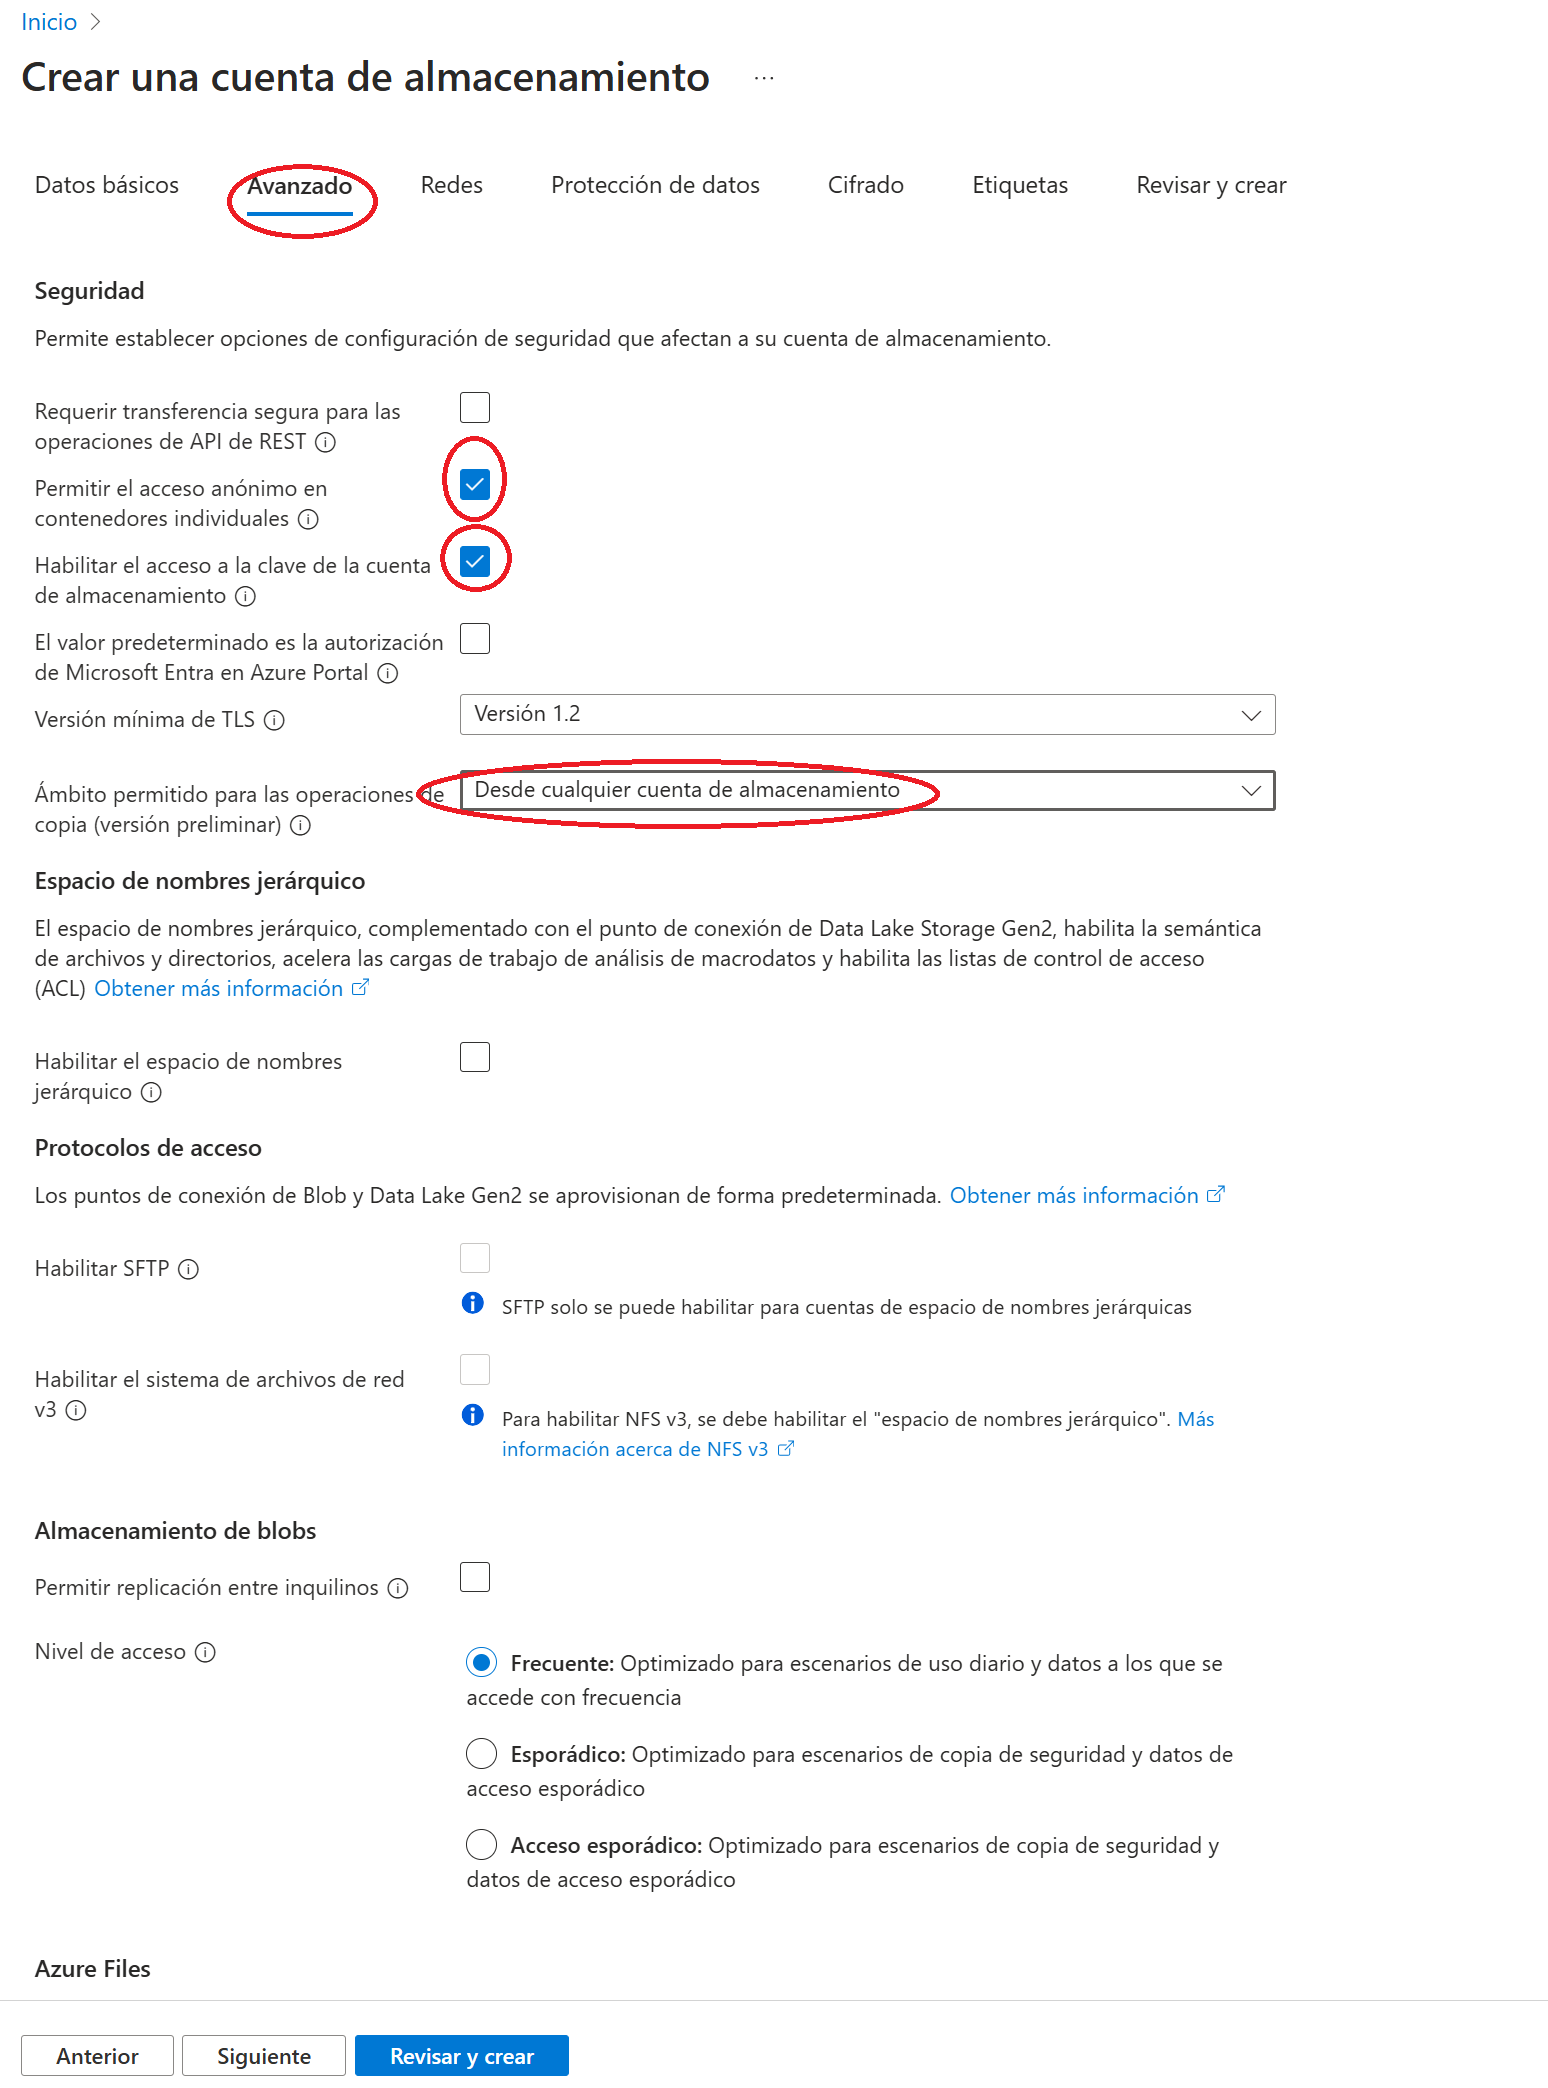 Inicio
Crear una cuenta de almacenamiento ...
Datos básicos Avanzado Redes Protección de datos Cifrado Etiquetas Revisar y crear
Seguridad
Permite establecer opciones de configuración de seguridad que afectan a su cuenta de almacenamiento.
Requerir transferencia segura para las
operaciones de API de REST
Permitir el acceso anónimo en
contenedores individuales
Habilitar el acceso a la clave de la cuenta
de almacenamiento
El valor predeterminado es la autorización
de Microsoft Entra en Azure Portal
Versión mínima de TLS
Versión 1.2
Ámbito permitido para las operaciones de
copia (versión preliminar)
Desde cualquier cuenta de almacenamiento
Espacio de nombres jerárquico
El espacio de nombres jerárquico, complementado con el punto de conexión de Data Lake Storage Gen2, habilita la semántica
de archivos y directorios, acelera las cargas de trabajo de análisis de macrodatos y habilita las listas de control de acceso
(ACL) Obtener más información
Habilitar el espacio de nombres
jerárquico
Protocolos de acceso
Los puntos de conexión de Blob y Data Lake Gen2 se aprovisionan de forma predeterminada. Obtener más información
Habilitar SFTP
SFTP solo se puede habilitar para cuentas de espacio de nombres jerárquicas
Habilitar el sistema de archivos de red
v3
Para habilitar NFS v3, se debe habilitar el "espacio de nombres jerárquico". Más
información acerca de NFS v3
Almacenamiento de blobs
Permitir replicación entre inquilinos
Nivel de acceso
Frecuente: Optimizado para escenarios de uso diario y datos a los que se
accede con frecuencia
Esporádico: Optimizado para escenarios de copia de seguridad y datos de
acceso esporádico
Acceso esporádico: Optimizado para escenarios de copia de seguridad y
datos de acceso esporádico
Azure Files
Anterior Siguiente Revisar y crear